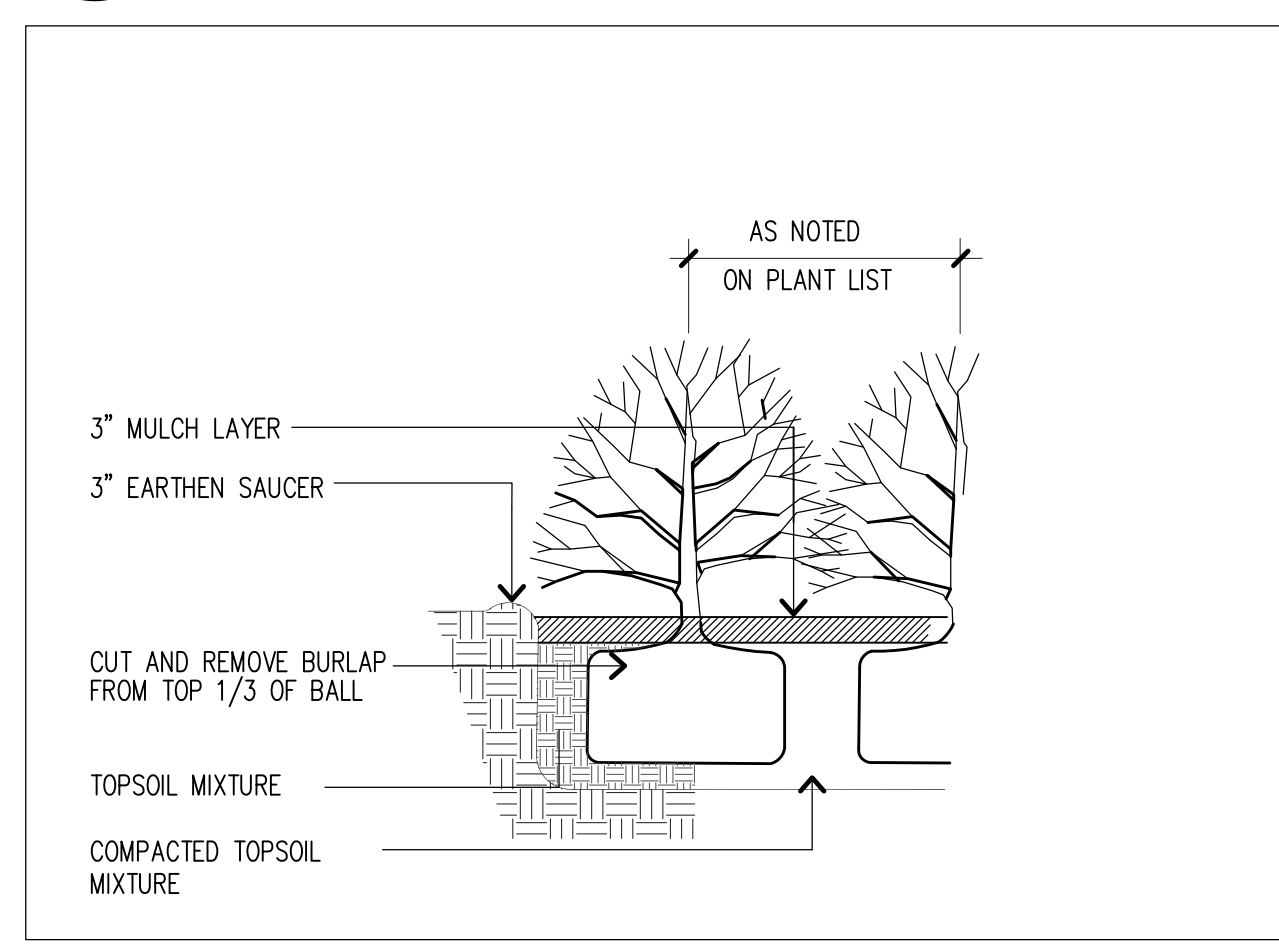 AS NOTED
ON PLANT LIST
3" MULCH LAYER
3" EARTHEN SAUCER
CUT AND REMOVE BURLAP
FROM TOP 1/3 OF BALL
TOPSOIL MIXTURE
COMPACTED TOPSOIL
MIXTURE